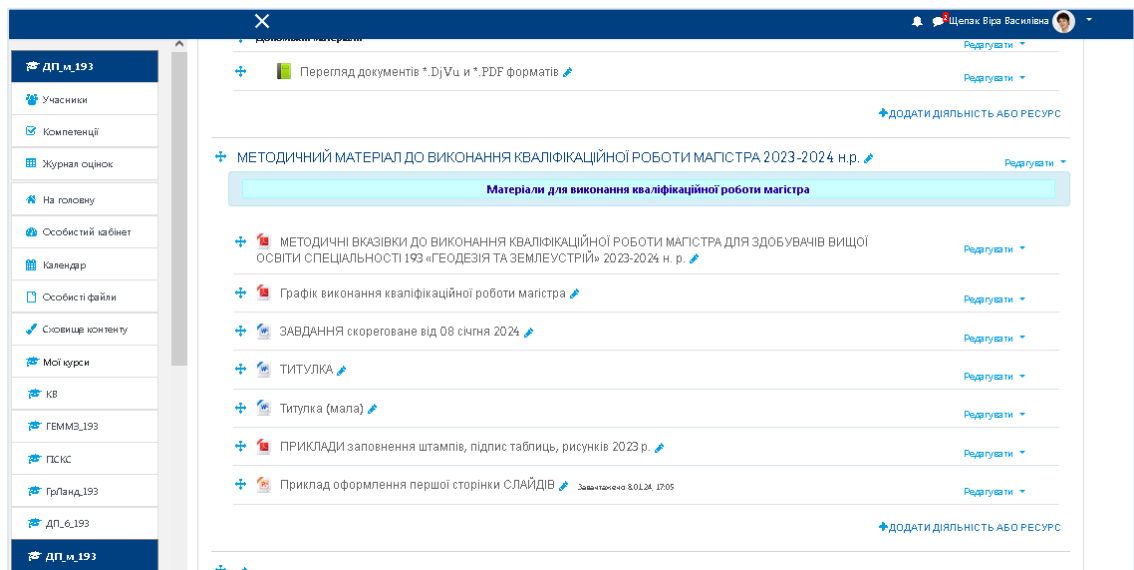 2
Щепак Віра Василівна
ДП_м_193
Учасники
Компетенції
Журнал оцінок
На головну
Особистий кабінет
Календар
Особисті файли
Сховище контенту
Мої курси
КВ
ГЕММЗ_193
ПСКС
ГрЛанд_193
ДП_б_193
ДП_м_193
Допоміжні матеріали
Редагувати
Перегляд документів *.DjVu и *.PDF форматів
Редагувати
ДОДАТИ ДІЯЛЬНІСТЬ АБО РЕСУРС
МЕТОДИЧНИЙ МАТЕРІАЛ ДО ВИКОНАННЯ КВАЛІФІКАЦІЙНОЇ РОБОТИ МАГІСТРА 2023-2024 н.р.
Редагувати
Матеріали для виконання кваліфікаційної роботи магістра
МЕТОДИЧНІ ВКАЗІВКИ ДО ВИКОНАННЯ КВАЛІФІКАЦІЙНОЇ РОБОТИ МАГІСТРА ДЛЯ ЗДОБУВАЧІВ ВИЩОЇ
ОСВІТИ СПЕЦІАЛЬНОСТІ 193 «ГЕОДЕЗІЯ ТА ЗЕМЛЕУСТРІЙ» 2023-2024 н. р.
Редагувати
Графік виконання кваліфікаційної роботи магістра
Редагувати
ЗАВДАННЯ скореговане від 08 січня 2024
Редагувати
ТИТУЛКА
Редагувати
Титулка (мала)
Редагувати
ПРИКЛАДИ заповнення штампів, підпис таблиць, рисунків 2023 р.
Редагувати
Приклад оформлення першої сторінки СЛАЙДІВ
Завантажено 8.01.24, 17:05
Редагувати
ДОДАТИ ДІЯЛЬНІСТЬ АБО РЕСУРС